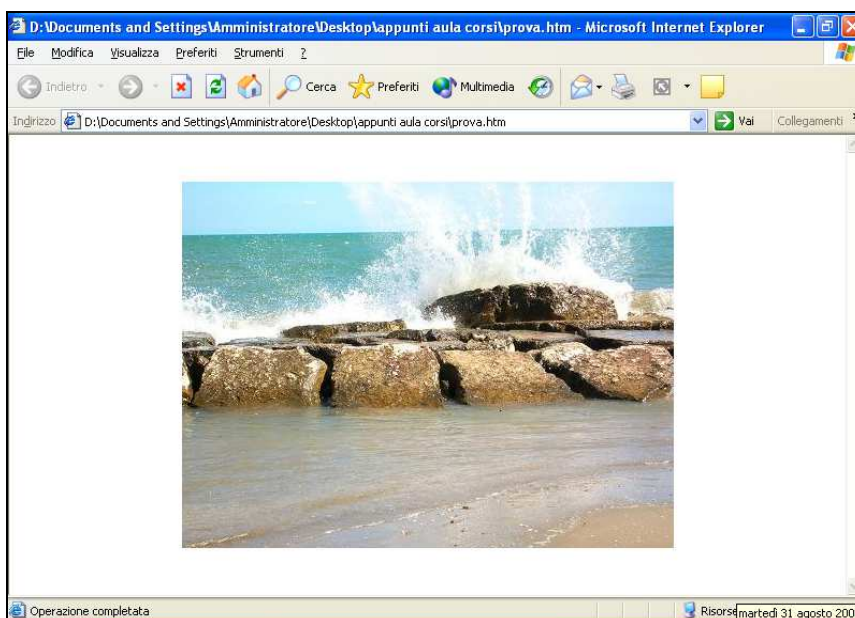 D:\Documents and Settings\Amministratore\Desktop\appunti aula corsi\prova.htm - Microsoft Internet Explorer
File Modifica Visualizza Preferiti Strumenti ?
Indietro Cerca Preferiti Multimedia
Indirizzo D:\Documents and Settings\Amministratore\Desktop\appunti aula corsi\prova.htm Vai Collegamenti
Operazione completata Risorse martedì 31 agosto 200